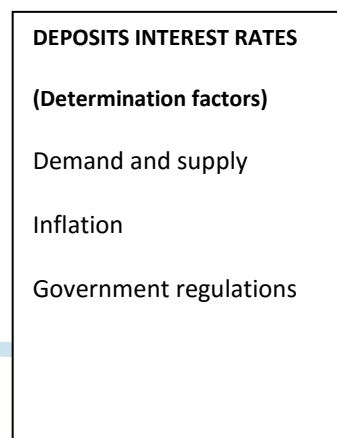 DEPOSITS INTEREST RATES
(Determination factors)
Demand and supply
Inflation
Government regulations